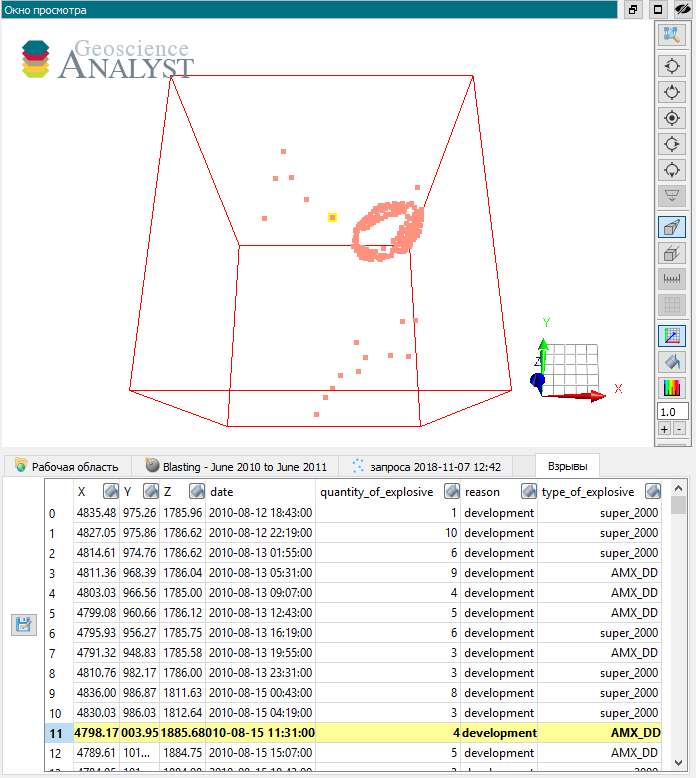 Окно просмотра
Geoscience
ANALYST
Y
Z
X
1.0
+ -
Рабочая область Blasting - June 2010 to June 2011 запроса 2018-11-07 12:42 Взрывы
X Y Z date quantity_of_explosive reason type_of_explosive
0 4835.48 975.26 1785.96 2010-08-12 18:43:00 1 development super_2000
1 4827.05 975.86 1786.62 2010-08-12 22:19:00 10 development super_2000
2 4814.61 974.76 1786.62 2010-08-13 01:55:00 6 development super_2000
3 4811.36 968.39 1786.04 2010-08-13 05:31:00 9 development AMX_DD
4 4803.03 966.56 1785.00 2010-08-13 09:07:00 4 development AMX_DD
5 4799.08 960.66 1786.12 2010-08-13 12:43:00 5 development AMX_DD
6 4795.93 956.27 1785.75 2010-08-13 16:19:00 6 development super_2000
7 4791.32 948.83 1785.58 2010-08-13 19:55:00 3 development AMX_DD
8 4810.76 982.17 1786.00 2010-08-13 23:31:00 3 development super_2000
9 4836.00 986.87 1811.63 2010-08-15 00:43:00 8 development super_2000
10 4830.03 986.03 1812.64 2010-08-15 04:19:00 3 development super_2000
11 4798.17 003.95 1885.68 010-08-15 11:31:00 4 development AMX_DD
12 4789.61 101... 1884.75 2010-08-15 15:07:00 5 development AMX_DD